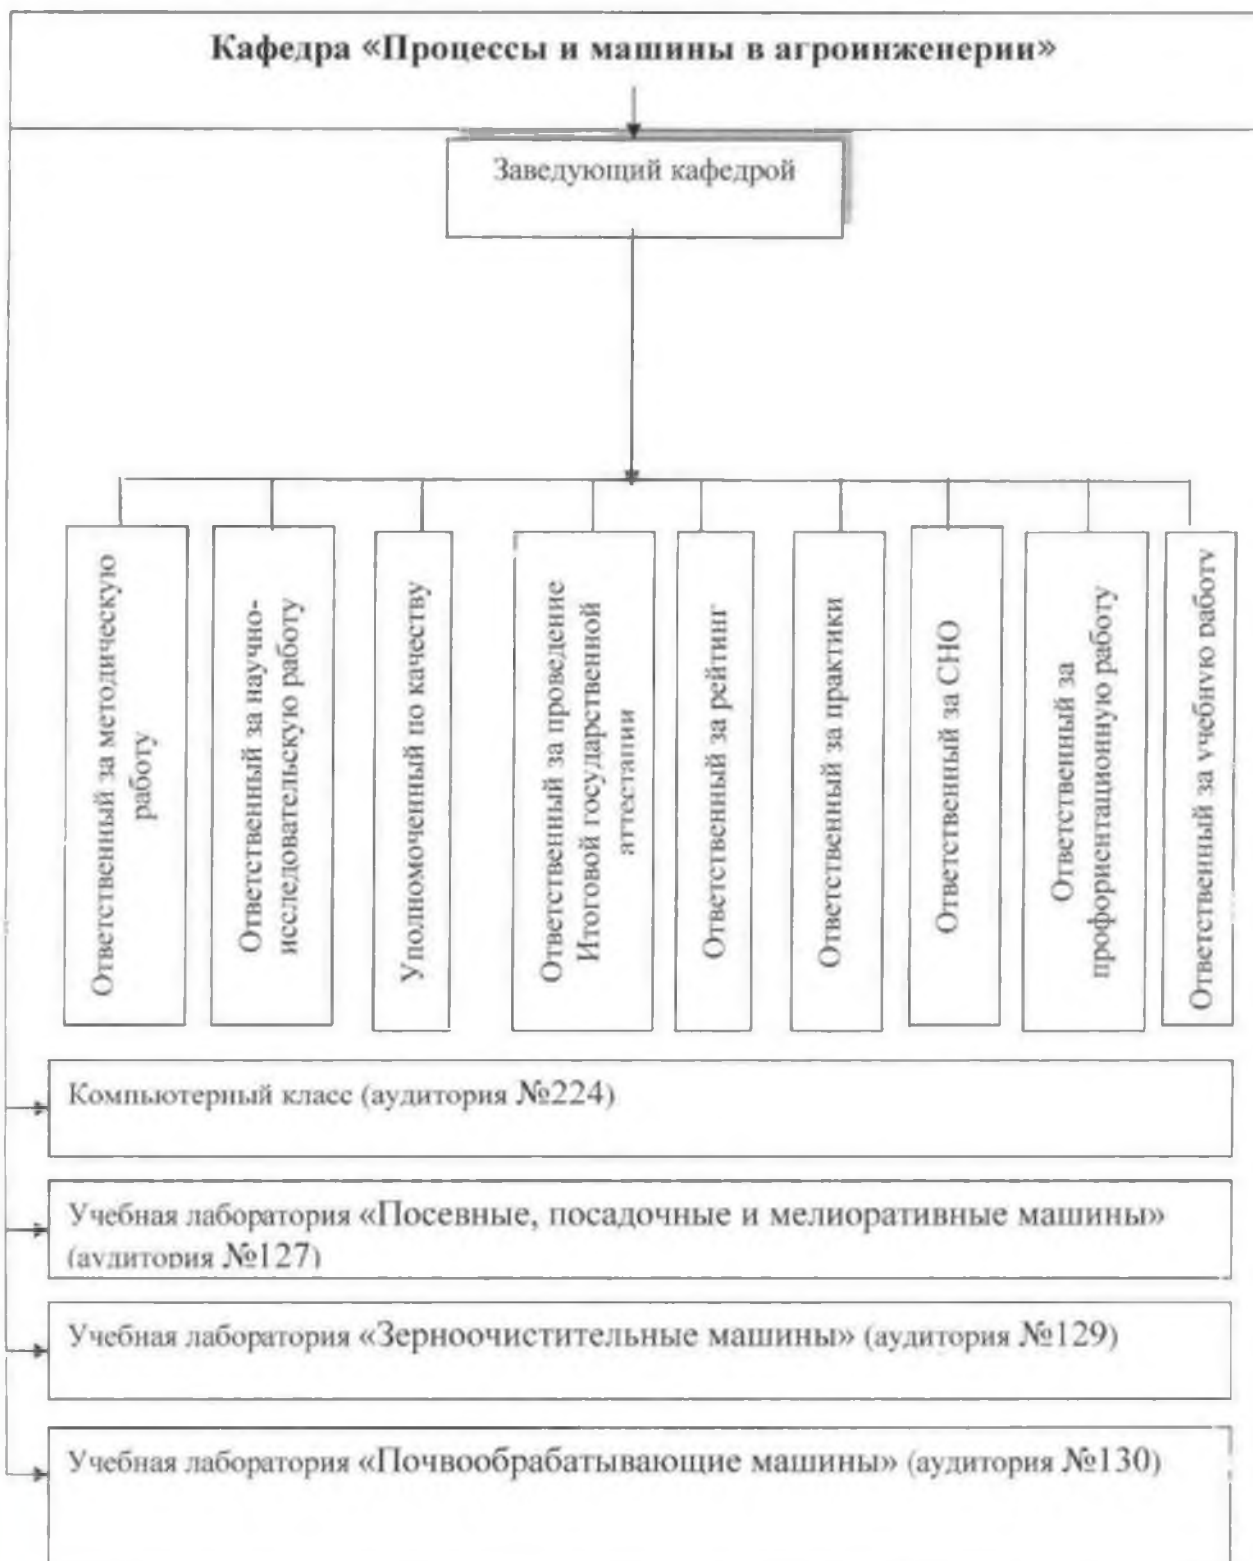 Кафедра «Процессы и машины в агроинженерии»
Заведующий кафедрой
Ответственный за методическую
работу
Ответственный за научно-
исследовательскую работу
Уполномоченный по качеству
Ответственный за проведение
Итоговой государственной
аттестации
Ответственный за рейтинг
Ответственный за практики
Ответственный за СНО
Ответственный за
профориентационную работу
Ответственный за учебную работу
Компьютерный класс (аудитория №224)
Учебная лаборатория «Посевные, посадочные и мелиоративные машины»
(аудитория №127)
Учебная лаборатория «Зерноочистительные машины» (аудитория №129)
Учебная лаборатория «Почвообрабатывающие машины» (аудитория №130)